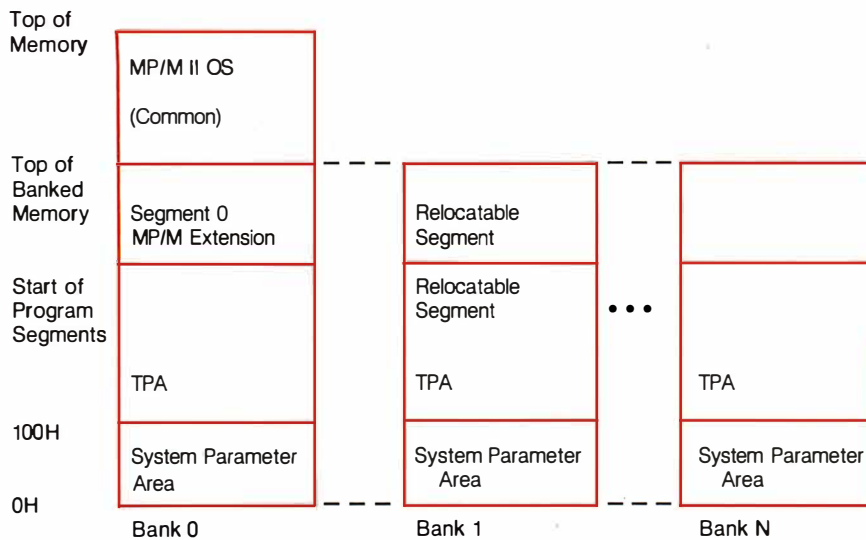 Top of
Memory
MP/M II OS
(Common)
Top of
Banked
Memory
Segment 0
MP/M Extension
Relocatable
Segment
Start of
Program
Segments
Relocatable
Segment
• • •
TPA
TPA
TPA
100H
System Parameter
Area
System Parameter
Area
System Parameter
Area
0H
Bank 0
Bank 1
Bank N